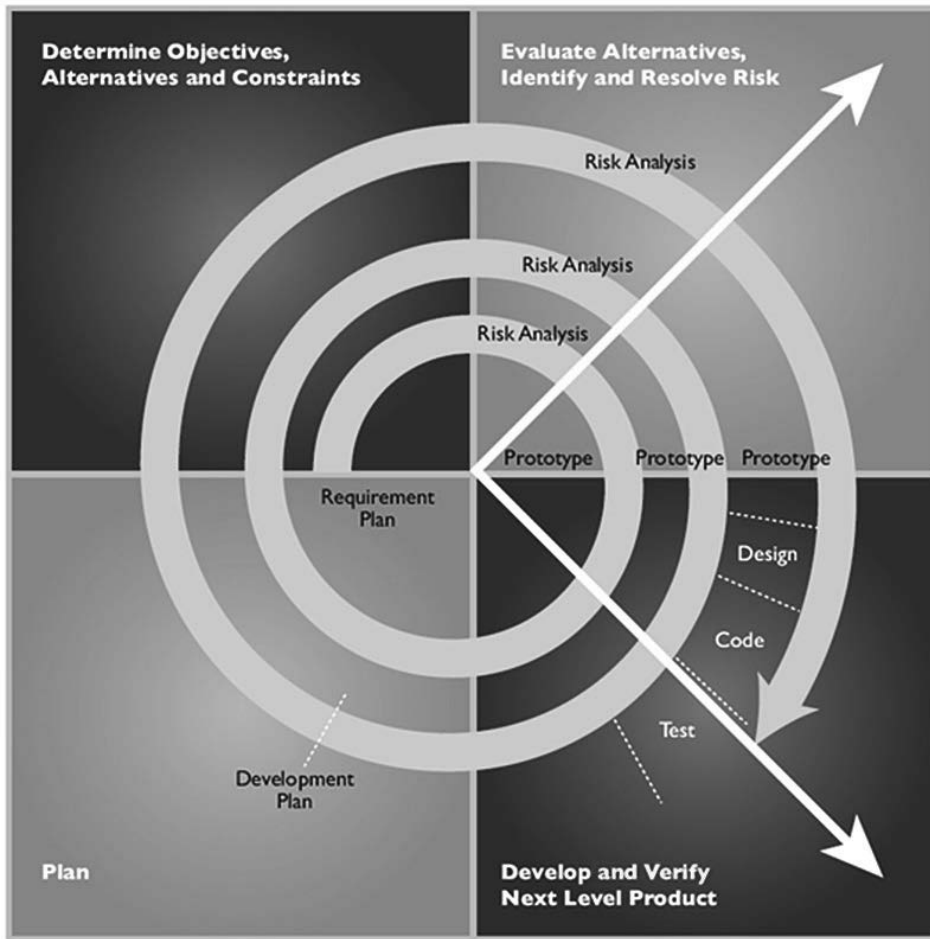 Determine Objectives,
Alternatives and Constraints
Evaluate Alternatives,
Identify and Resolve Risk
Risk Analysis
Risk Analysis
Risk Analysis
Prototype
Prototype
Prototype
Requirement
Plan
Design
Code
Test
Development
Plan
Plan
Develop and Verify
Next Level Product